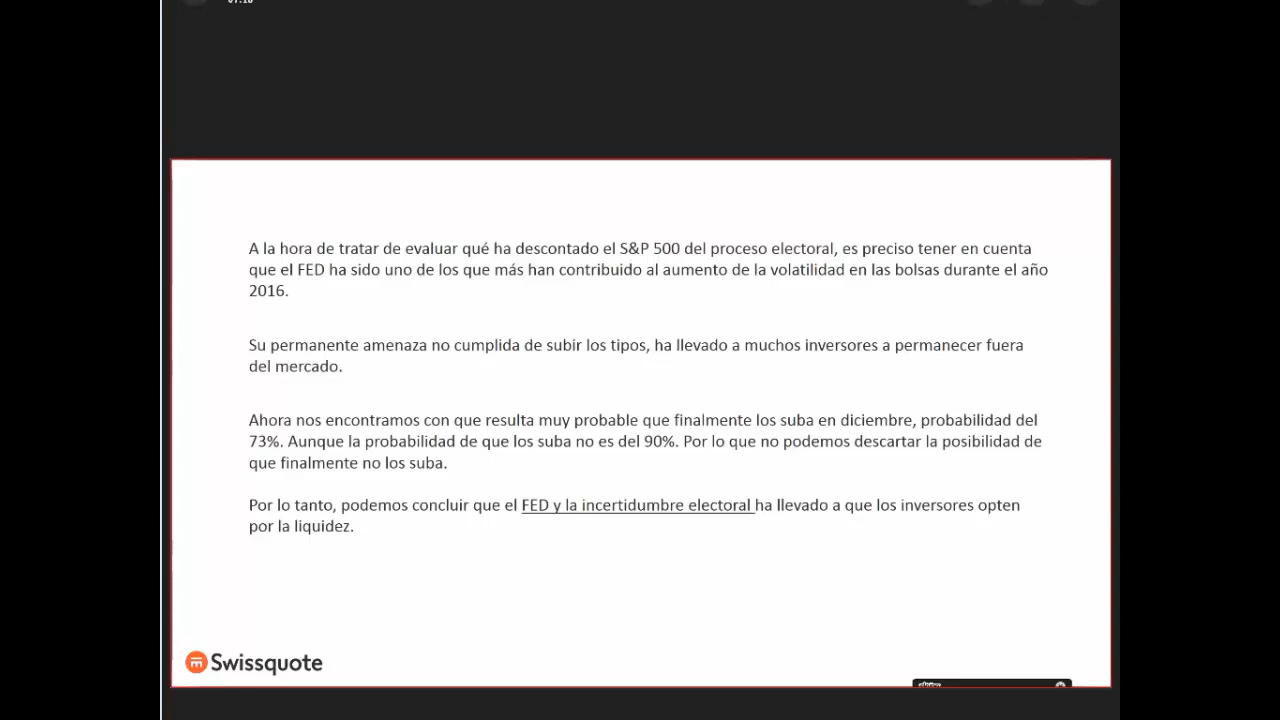 A la hora de tratar de evaluar qué ha descontado el S&P 500 del proceso electoral, es preciso tener en cuenta
que el FED ha sido uno de los que más han contribuido al aumento de la volatilidad en las bolsas durante el año
2016.
Su permanente amenaza no cumplida de subir los tipos, ha llevado a muchos inversores a permanecer fuera
del mercado.
Ahora nos encontramos con que resulta muy probable que finalmente los suba en diciembre, probabilidad del
73%. Aunque la probabilidad de que los suba no es del 90%. Por lo que no podemos descartar la posibilidad de
que finalmente no los suba.
Por lo tanto, podemos concluir que el FED y la incertidumbre electoral ha llevado a que los inversores opten
por la liquidez.
Swissquote